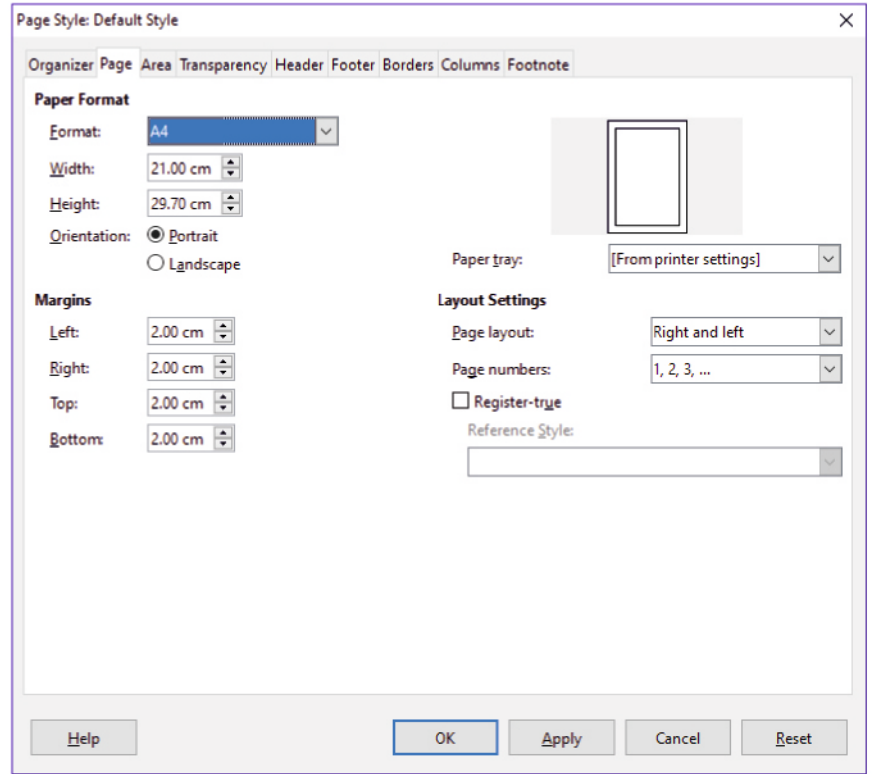 Page Style: Default Style
Organizer Page Area Transparency Header Footer Borders Columns Footnote
Paper Format
Format: A4
Width: 21.00 cm
Height: 29.70 cm
Orientation: Portrait
Landscape
Paper tray: [From printer settings]
Margins
Left: 2.00 cm
Right: 2.00 cm
Top: 2.00 cm
Bottom: 2.00 cm
Layout Settings
Page layout: Right and left
Page numbers: 1, 2, 3, ...
Register-true
Reference Style:
Help OK Apply Cancel Reset